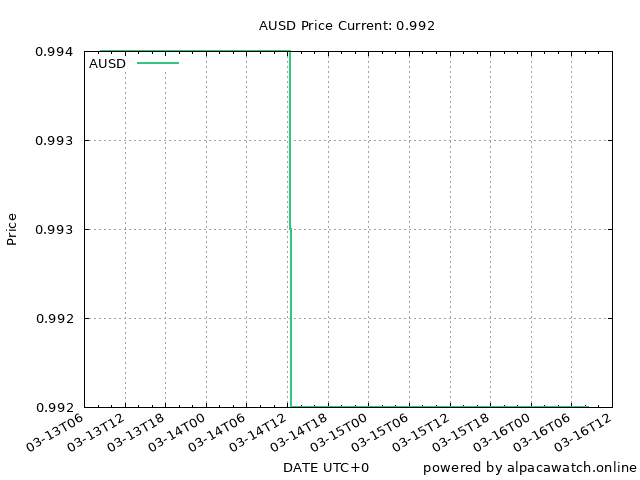 AUSD Price Current: 0.992
0.994
AUSD
0.993
0.993
0.992
0.992
Price
03-13T06
03-13T12
03-13T18
03-14T00
03-14T06
03-14T12
03-14T18
03-15T00
03-15T06
03-15T12
03-15T18
03-16T00
03-16T06
03-16T12
DATE UTC+0
powered by alpacawatch.online